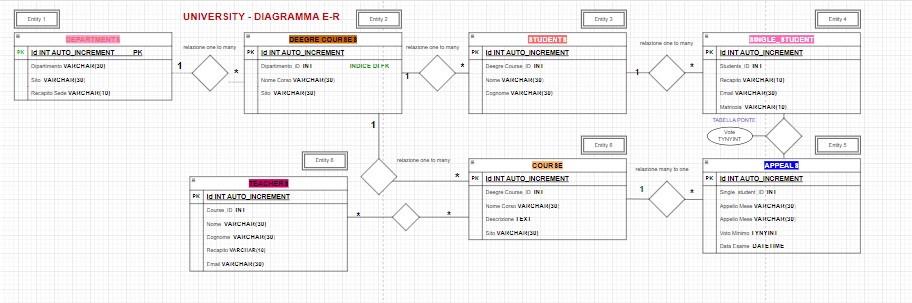 UNIVERSITY - DIAGRAMMA E-R
Entity 1
Entity 2
Entity 3
Entity 4
DEPARTMENTS
PK Id INT AUTO_INCREMENT PK
Dipartimento VARCHAR(30)
Sito VARCHAR(30)
Recapito Sede VARCHAR(10)
relazione one to many
1
*
DEEGRE COURSES
PK Id INT AUTO_INCREMENT
Dipartimento_ID INT INDICE DI FK
Nome Corso VARCHAR(30)
Sito VARCHAR(30)
relazione one to many
1
*
STUDENTS
PK Id INT AUTO_INCREMENT
Deegre Course_ID INT
Nome VARCHAR(30)
Cognome VARCHAR(30)
relazione one to many
1
*
SINGLE_STUDENT
PK Id INT AUTO_INCREMENT
Students_ID INT
Recapito VARCHAR(10)
Email VARCHAR(30)
Matricola VARCHAR(10)
TABELLA PONTE
Vote
TYNYINT
1
relazione one to many
*
Entity 6
TEACHERS
PK Id INT AUTO_INCREMENT
Course_ID INT
Nome VARCHAR(30)
Cognome VARCHAR(30)
Recapito VARCHAR(10)
Email VARCHAR(30)
*
*
Entity 6
COURSE
PK Id INT AUTO_INCREMENT
Deegre Course_ID INT
Nome Corso VARCHAR(30)
Descrizione TEXT
Sito VARCHAR(30)
relazione many to one
1
*
Entity 5
APPEALS
PK Id INT AUTO_INCREMENT
Single_student_ID INT
Appello Mese VARCHAR(30)
Appello Mese VARCHAR(30)
Voto Minimo TYNYINT
Data Esame DATETIME